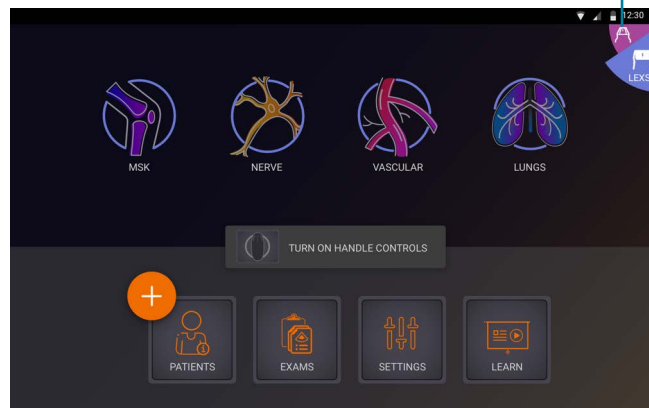 12:30
LEXS
MSK
NERVE
VASCULAR
LUNGS
TURN ON HANDLE CONTROLS
PATIENTS
EXAMS
SETTINGS
LEARN